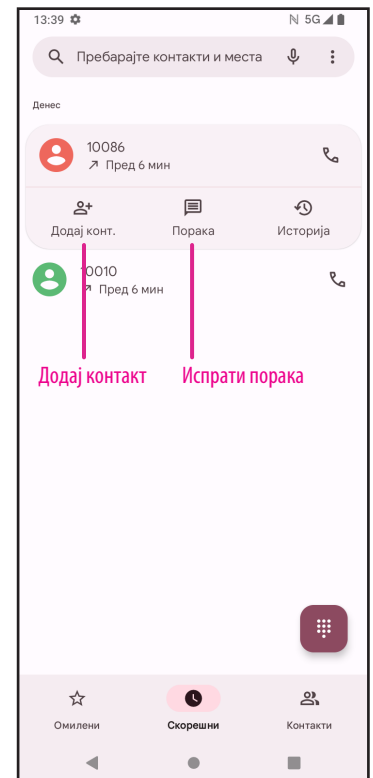 13:39 5G
Пребарајте контакти и места
Денес
10086
Пред 6 мин
Додај конт. Порака Историја
10010
Пред 6 мин
Додај контакт Испрати порака
Омилени Скорешни Контакти